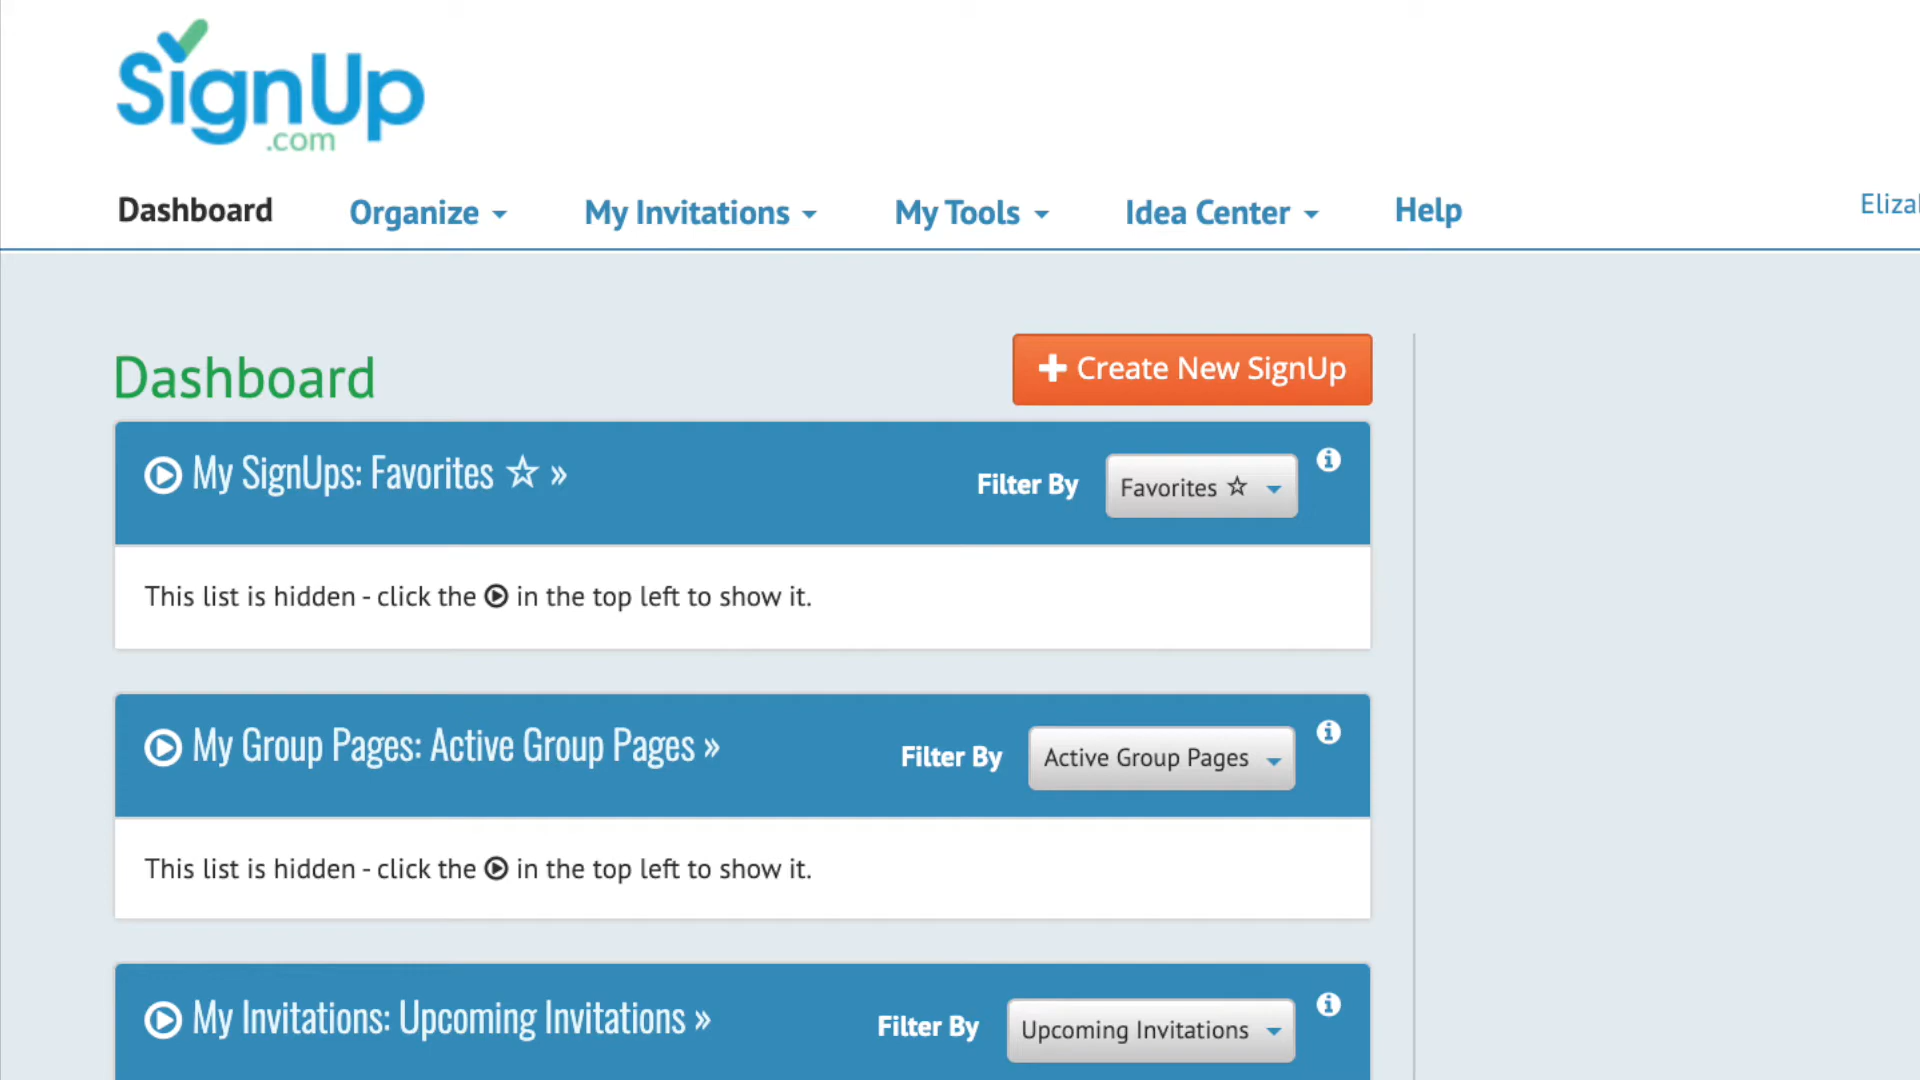 SignUp
.com
Dashboard Organize My Invitations My Tools Idea Center Help
Dashboard
+ Create New SignUp
My SignUps: Favorites ☆ »
Filter By Favorites ☆
This list is hidden - click the in the top left to show it.
My Group Pages: Active Group Pages »
Filter By Active Group Pages
This list is hidden - click the in the top left to show it.
My Invitations: Upcoming Invitations »
Filter By Upcoming Invitations